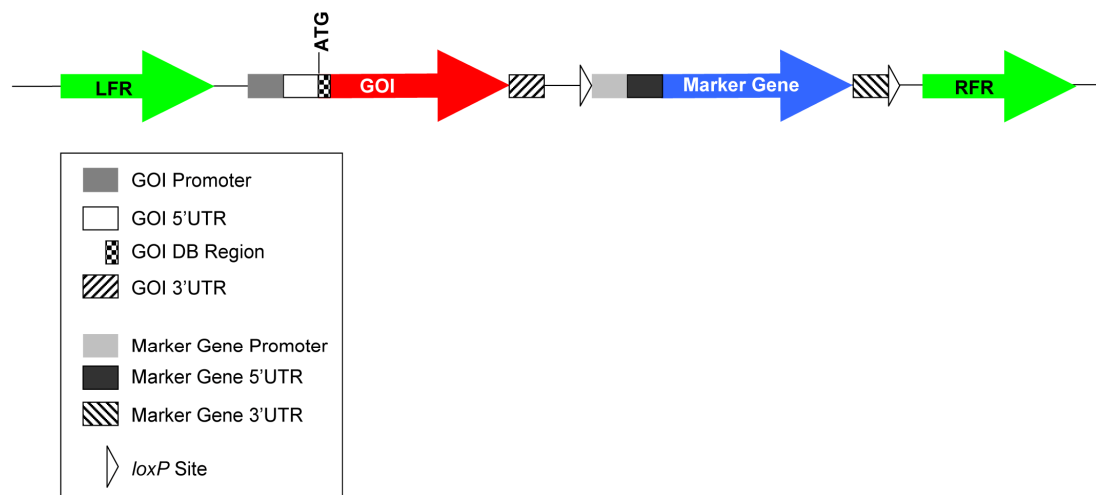 ATG
LFR
GOI
Marker Gene
RFR
GOI Promoter
GOI 5'UTR
GOI DB Region
GOI 3'UTR
Marker Gene Promoter
Marker Gene 5'UTR
Marker Gene 3'UTR
loxP Site